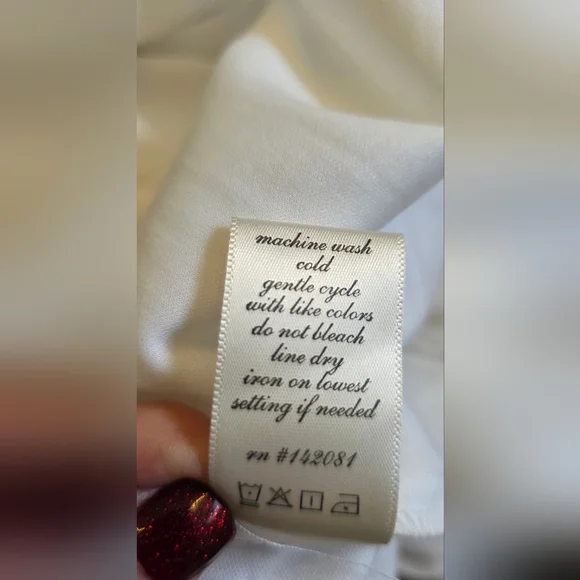 machine wash
cold
gentle cycle
with like colors
do not bleach
line dry
iron on lowest
setting if needed
rn #142081